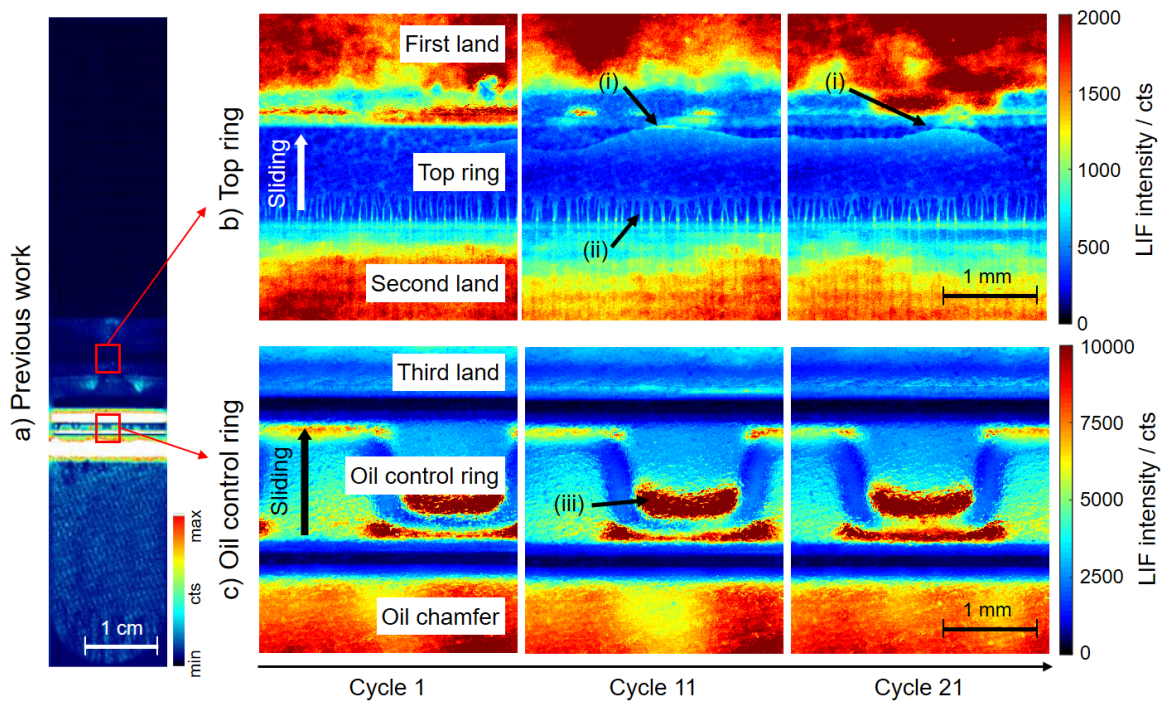 a) Previous work
max
cts
min
1 cm
b) Top ring
First land
Top ring
Second land
Sliding
(i)
(ii)
(i)
1 mm
2000
1500
1000
500
0
LIF intensity / cts
c) Oil control ring
Third land
Oil control ring
Oil chamfer
Sliding
(iii)
1 mm
10000
7500
5000
2500
0
LIF intensity / cts
Cycle 1
Cycle 11
Cycle 21